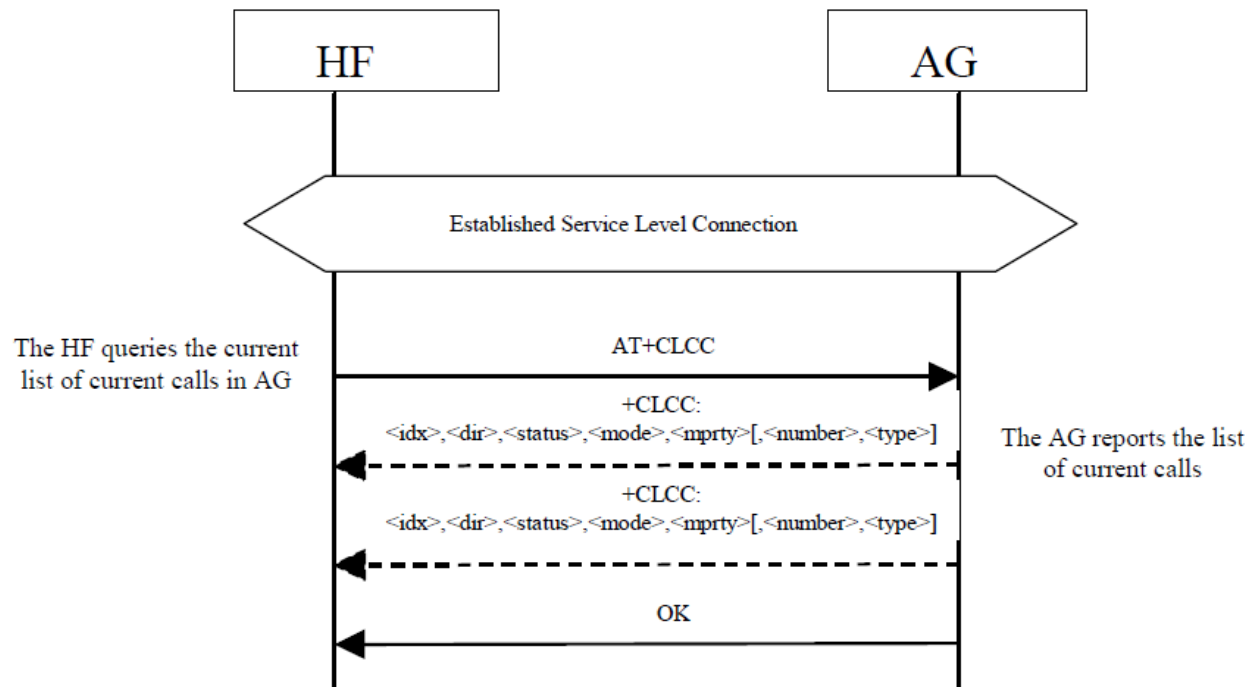 HF
AG
Established Service Level Connection
The HF queries the current
list of current calls in AG
AT+CLCC
+CLCC:
<idx>,<dir>,<status>,<mode>,<mprty>[,<number>,<type>]
The AG reports the list
of current calls
+CLCC:
<idx>,<dir>,<status>,<mode>,<mprty>[,<number>,<type>]
OK